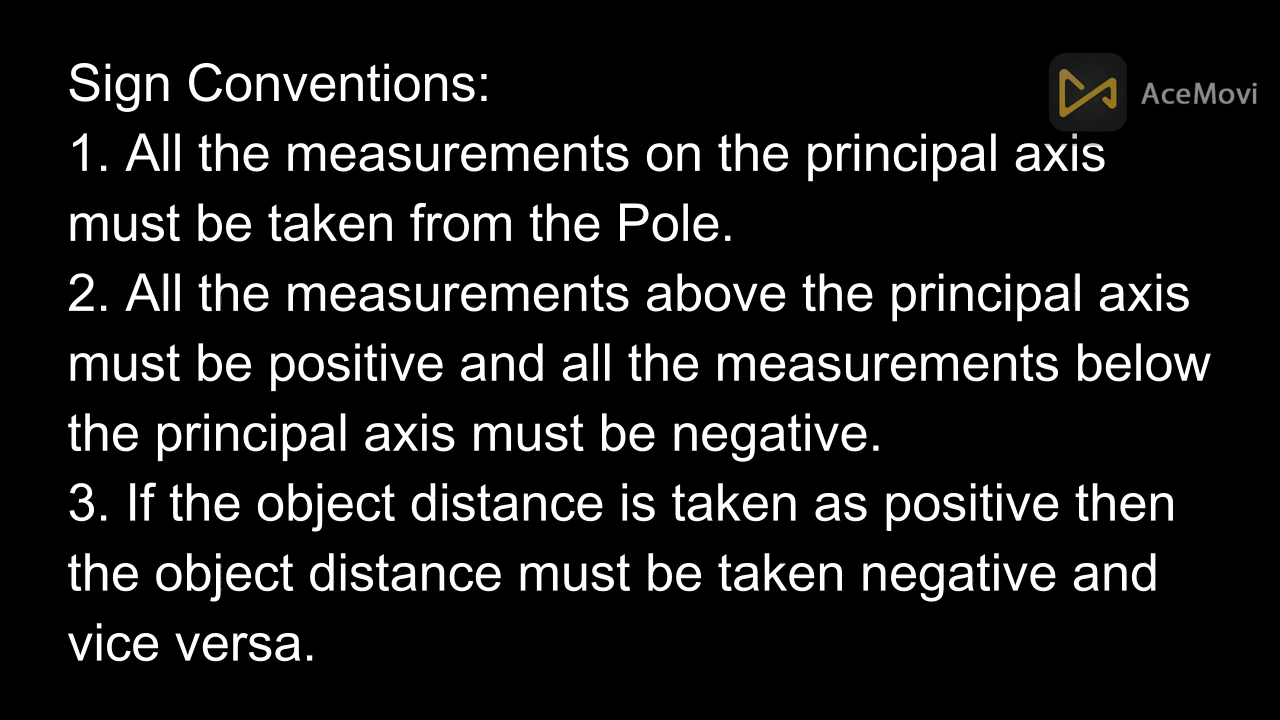 Sign Conventions:
AceMovi
1. All the measurements on the principal axis
must be taken from the Pole.
2. All the measurements above the principal axis
must be positive and all the measurements below
the principal axis must be negative.
3. If the object distance is taken as positive then
the object distance must be taken negative and
vice versa.